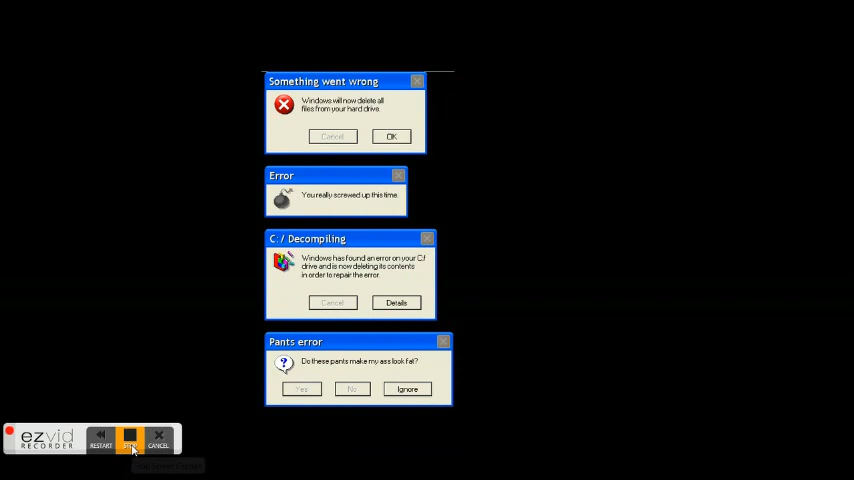 Something went wrong
Windows will now delete all
files from your hard drive.
Cancel
OK
Error
You really screwed up this time.
C:/ Decompiling
Windows has found an error on your C:/
drive and is now deleting its contents
in order to repair the error.
Cancel
Details
Pants error
Do these pants make my ass look fat?
Yes
No
Ignore
ezvid
RECORDER
RESTART
STOP
CANCEL